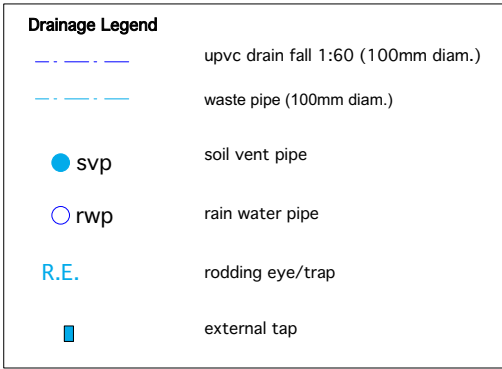 Drainage Legend
upvc drain fall 1:60 (100mm diam.)
waste pipe (100mm diam.)
svp soil vent pipe
rwp rain water pipe
R.E. rodding eye/trap
external tap